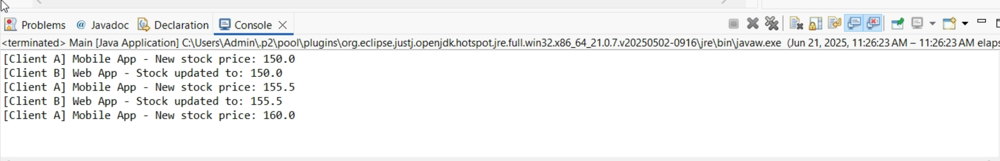 Problems @ Javadoc Declaration Console
<terminated> Main [Java Application] C:\Users\Admin\.p2\pool\plugins\org.eclipse.justj.openjdk.hotspot.jre.full.win32.x86_64_21.0.7.v20250502-0916\jre\bin\javaw.exe (Jun 21, 2025, 11:26:23 AM – 11:26:23 AM elaps
[Client A] Mobile App - New stock price: 150.0
[Client B] Web App - Stock updated to: 150.0
[Client A] Mobile App - New stock price: 155.5
[Client B] Web App - Stock updated to: 155.5
[Client A] Mobile App - New stock price: 160.0